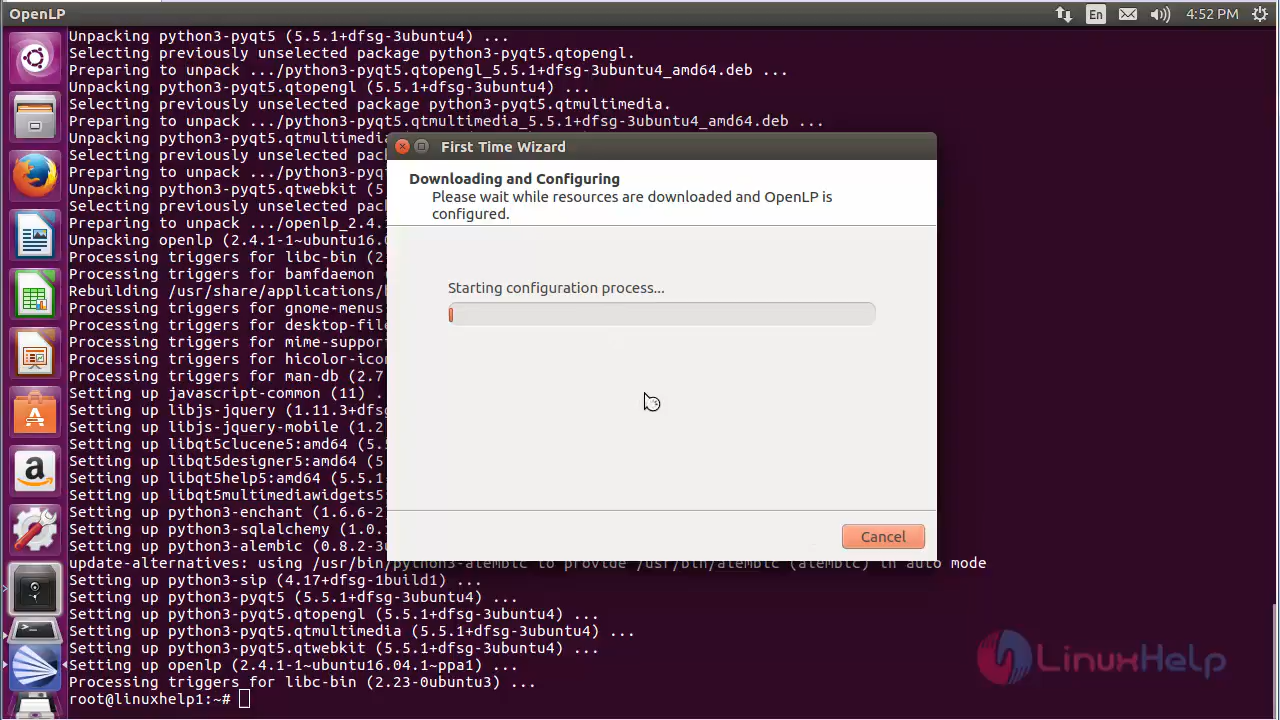 OpenLP
En
4:52 PM
Unpacking python3-pyqt5 (5.5.1+dfsg-3ubuntu4) ...
Selecting previously unselected package python3-pyqt5.qtopengl.
Preparing to unpack .../python3-pyqt5.qtopengl_5.5.1+dfsg-3ubuntu4_amd64.deb ...
Unpacking python3-pyqt5.qtopengl (5.5.1+dfsg-3ubuntu4) ...
Selecting previously unselected package python3-pyqt5.qtmultimedia.
Preparing to unpack .../python3-pyqt5.qtmultimedia_5.5.1+dfsg-3ubuntu4_amd64.deb ...
Unpacking python3-pyqt5.qtmultimedia
Selecting previously unselected pac
Preparing to unpack .../python3-pyq
Unpacking python3-pyqt5.qtwebkit (5
Selecting previously unselected pac
Preparing to unpack .../openlp_2.4.
Unpacking openlp (2.4.1-1~ubuntu16.0
Processing triggers for libc-bin (2
Processing triggers for bamfdaemon
Rebuilding /usr/share/applications/
Processing triggers for gnome-menus
Processing triggers for desktop-file
Processing triggers for mime-suppor
Processing triggers for hicolor-ico
Processing triggers for man-db (2.7
Setting up javascript-common (11) .
Setting up libjs-jquery (1.11.3+dfs
Setting up libjs-jquery-mobile (1.2
Setting up libqt5clucene5:amd64 (5.
Setting up libqt5designer5:amd64 (5
Setting up libqt5help5:amd64 (5.5.1
Setting up libqt5multimediawidgets5
Setting up python3-enchant (1.6.6-2
Setting up python3-sqlalchemy (1.0.
Setting up python3-alembic (0.8.2-3
update-alternatives: using /usr/bin/python3-alembic to provide /usr/bin/alembic (alembic) in auto mode
Setting up python3-sip (4.17+dfsg-1build1) ...
Setting up python3-pyqt5 (5.5.1+dfsg-3ubuntu4) ...
Setting up python3-pyqt5.qtopengl (5.5.1+dfsg-3ubuntu4) ...
Setting up python3-pyqt5.qtmultimedia (5.5.1+dfsg-3ubuntu4) ...
Setting up python3-pyqt5.qtwebkit (5.5.1+dfsg-3ubuntu4) ...
Setting up openlp (2.4.1-1~ubuntu16.04.1~ppa1) ...
Processing triggers for libc-bin (2.23-0ubuntu3) ...
root@linuxhelp1:~#
First Time Wizard
Downloading and Configuring
Please wait while resources are downloaded and OpenLP is
configured.
Starting configuration process...
Cancel
LinuxHelp